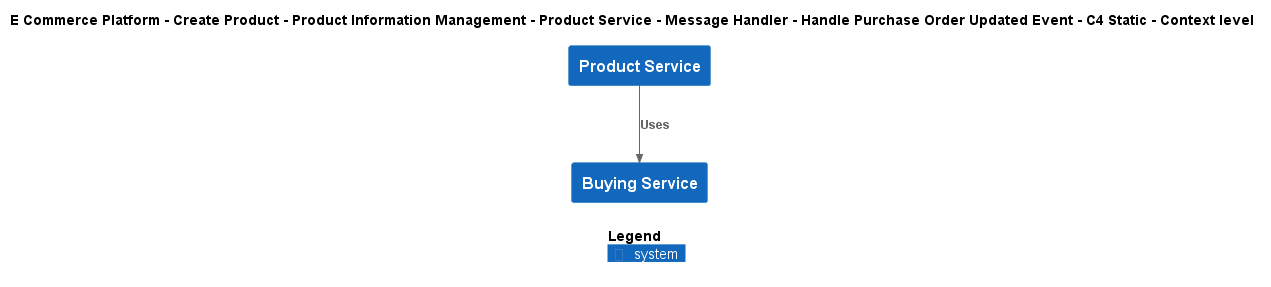 E Commerce Platform - Create Product - Product Information Management - Product Service - Message Handler - Handle Purchase Order Updated Event - C4 Static - Context level
Product Service
Uses
Buying Service
Legend
system